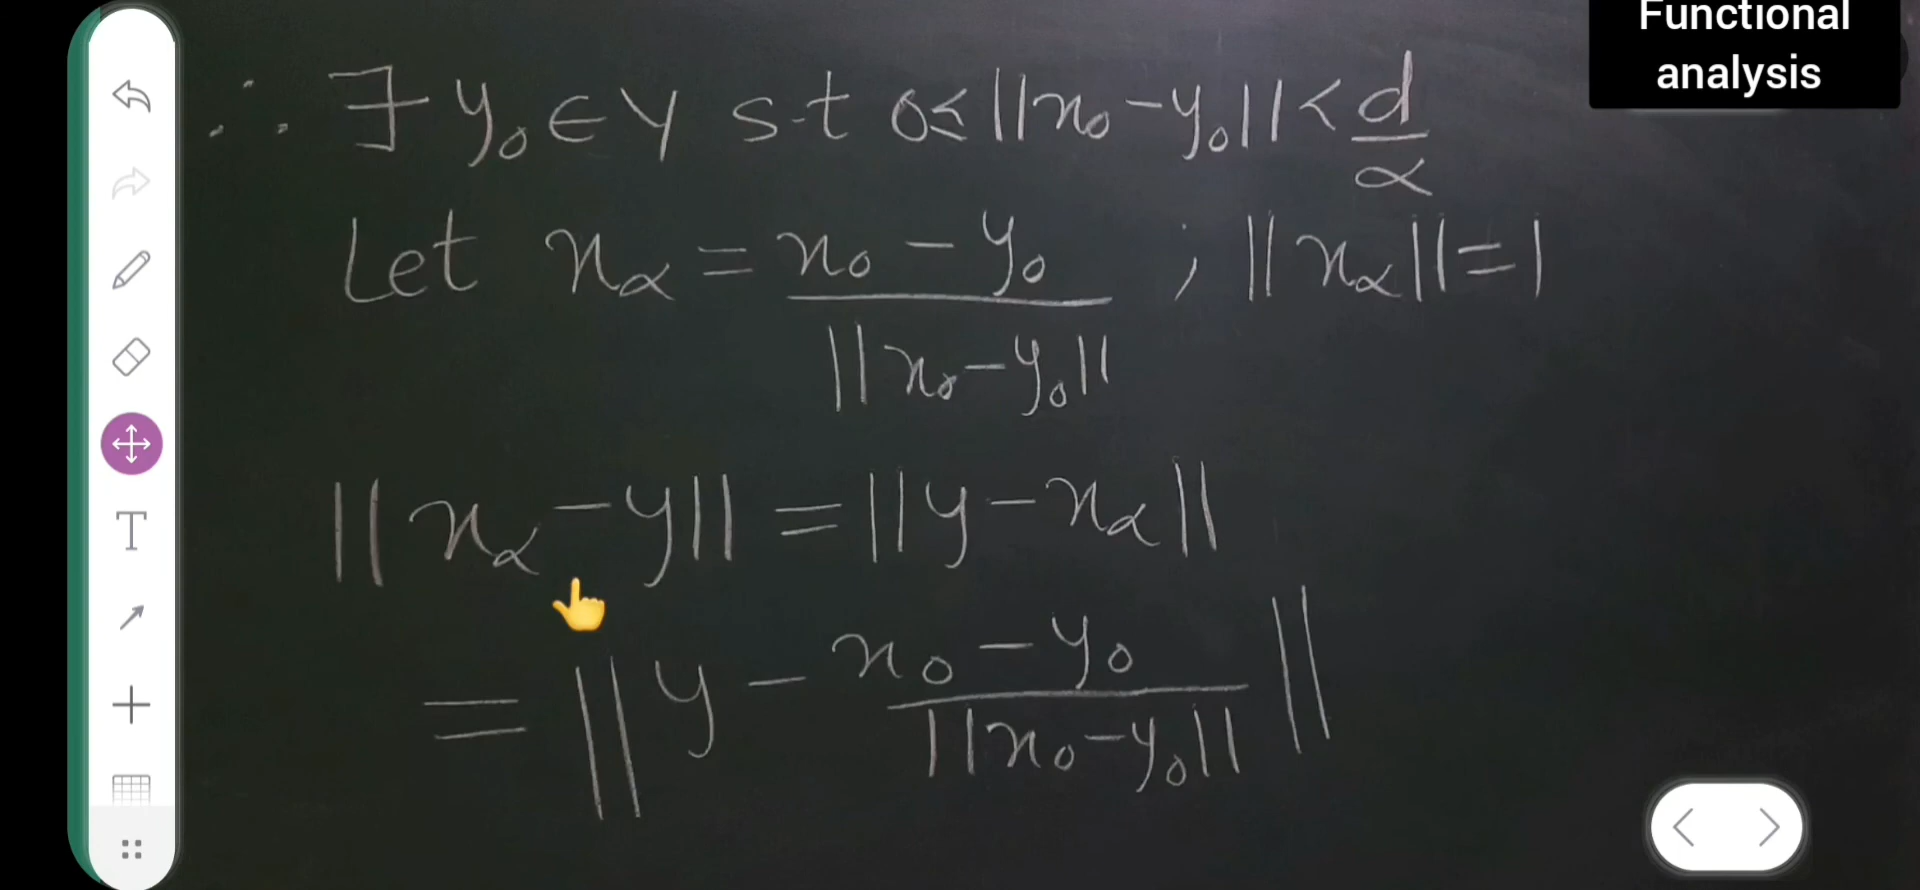 Functional
analysis
∴ ∃ y₀ ∈ Y s.t 0 ≤ ||x₀ - y₀|| < d/α
Let x_α = (x₀ - y₀)/||x₀ - y₀|| ; ||x_α|| = 1
||x_α - y|| = ||y - x_α||
= ||y - (x₀ - y₀)/||x₀ - y₀|| ||
T